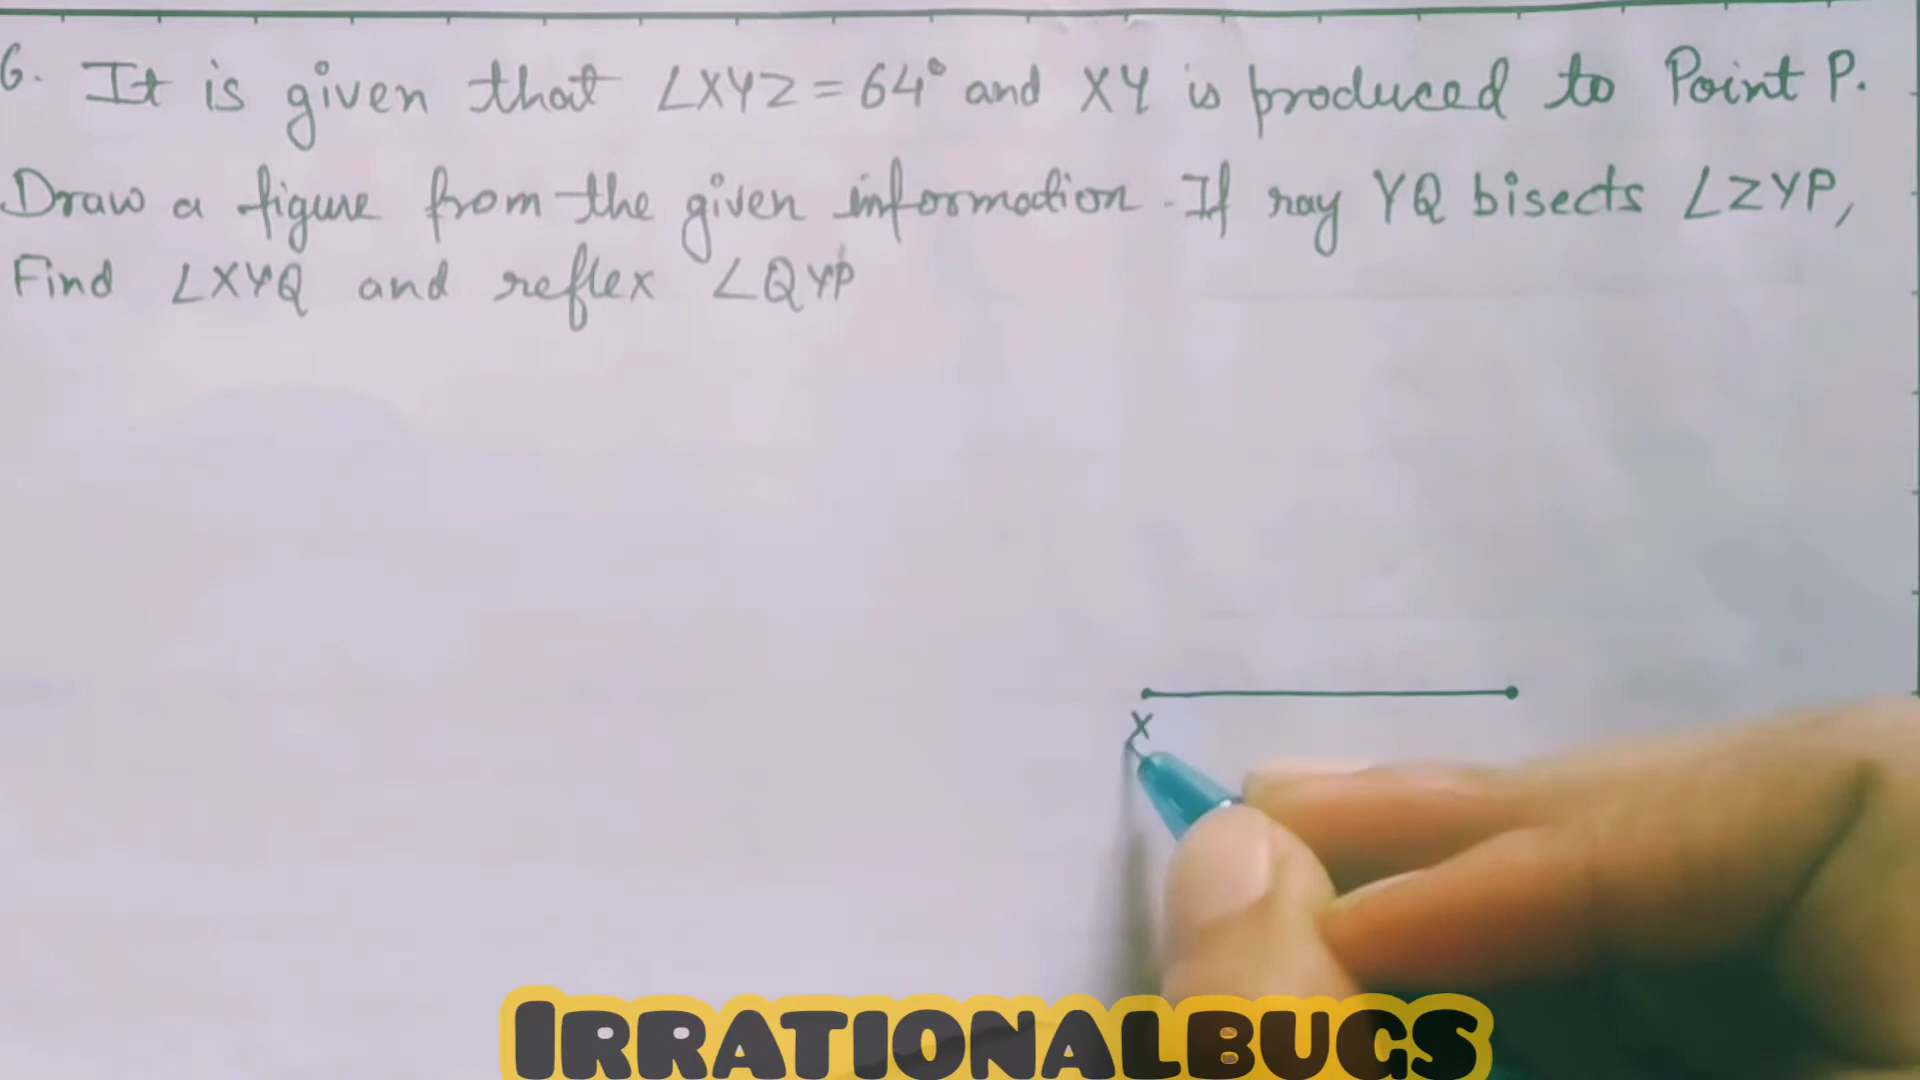 6. It is given that ∠XYZ = 64° and XY is produced to Point P.
Draw a figure from the given information. If ray YQ bisects ∠ZYP,
Find ∠XYQ and reflex ∠QYP
X
IRRATIONALBUGS